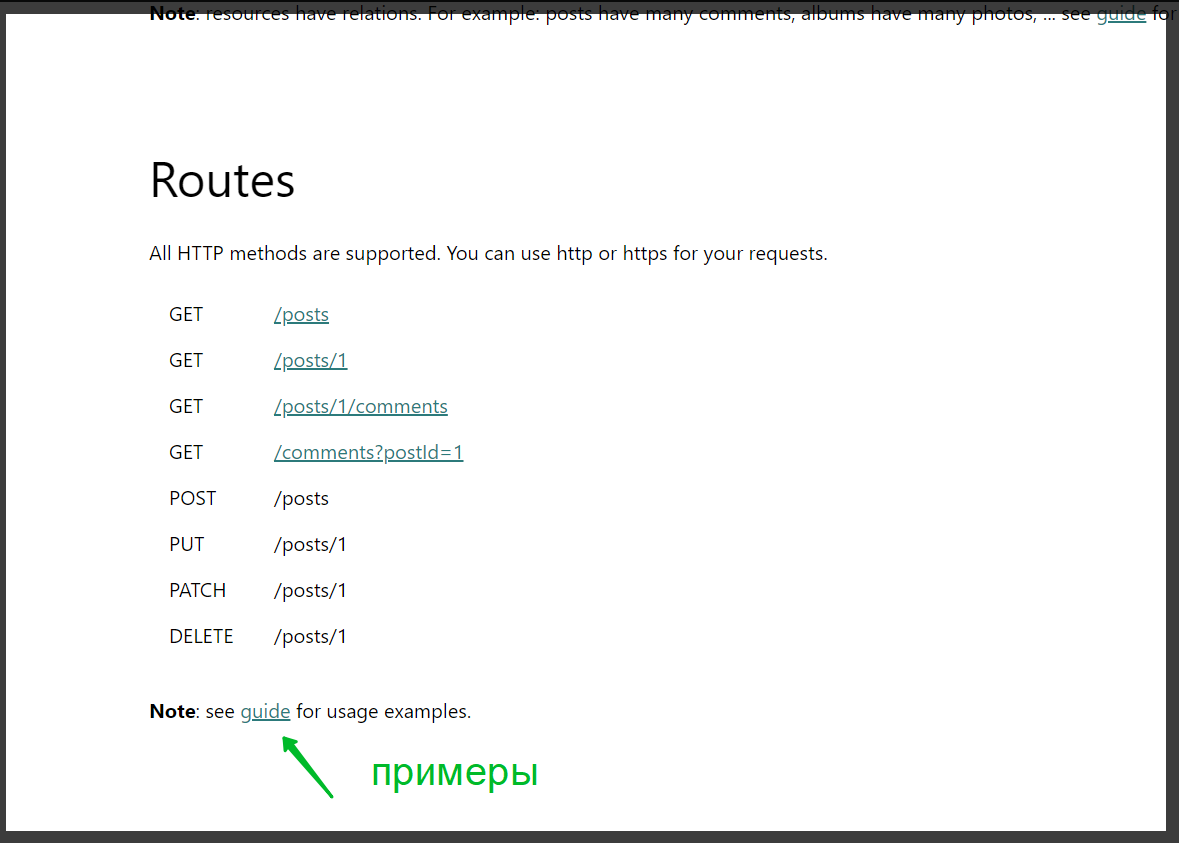 Note: resources have relations. For example: posts have many comments, albums have many photos, ... see guide for
Routes
All HTTP methods are supported. You can use http or https for your requests.
GET /posts
GET /posts/1
GET /posts/1/comments
GET /comments?postId=1
POST /posts
PUT /posts/1
PATCH /posts/1
DELETE /posts/1
Note: see guide for usage examples.
примеры